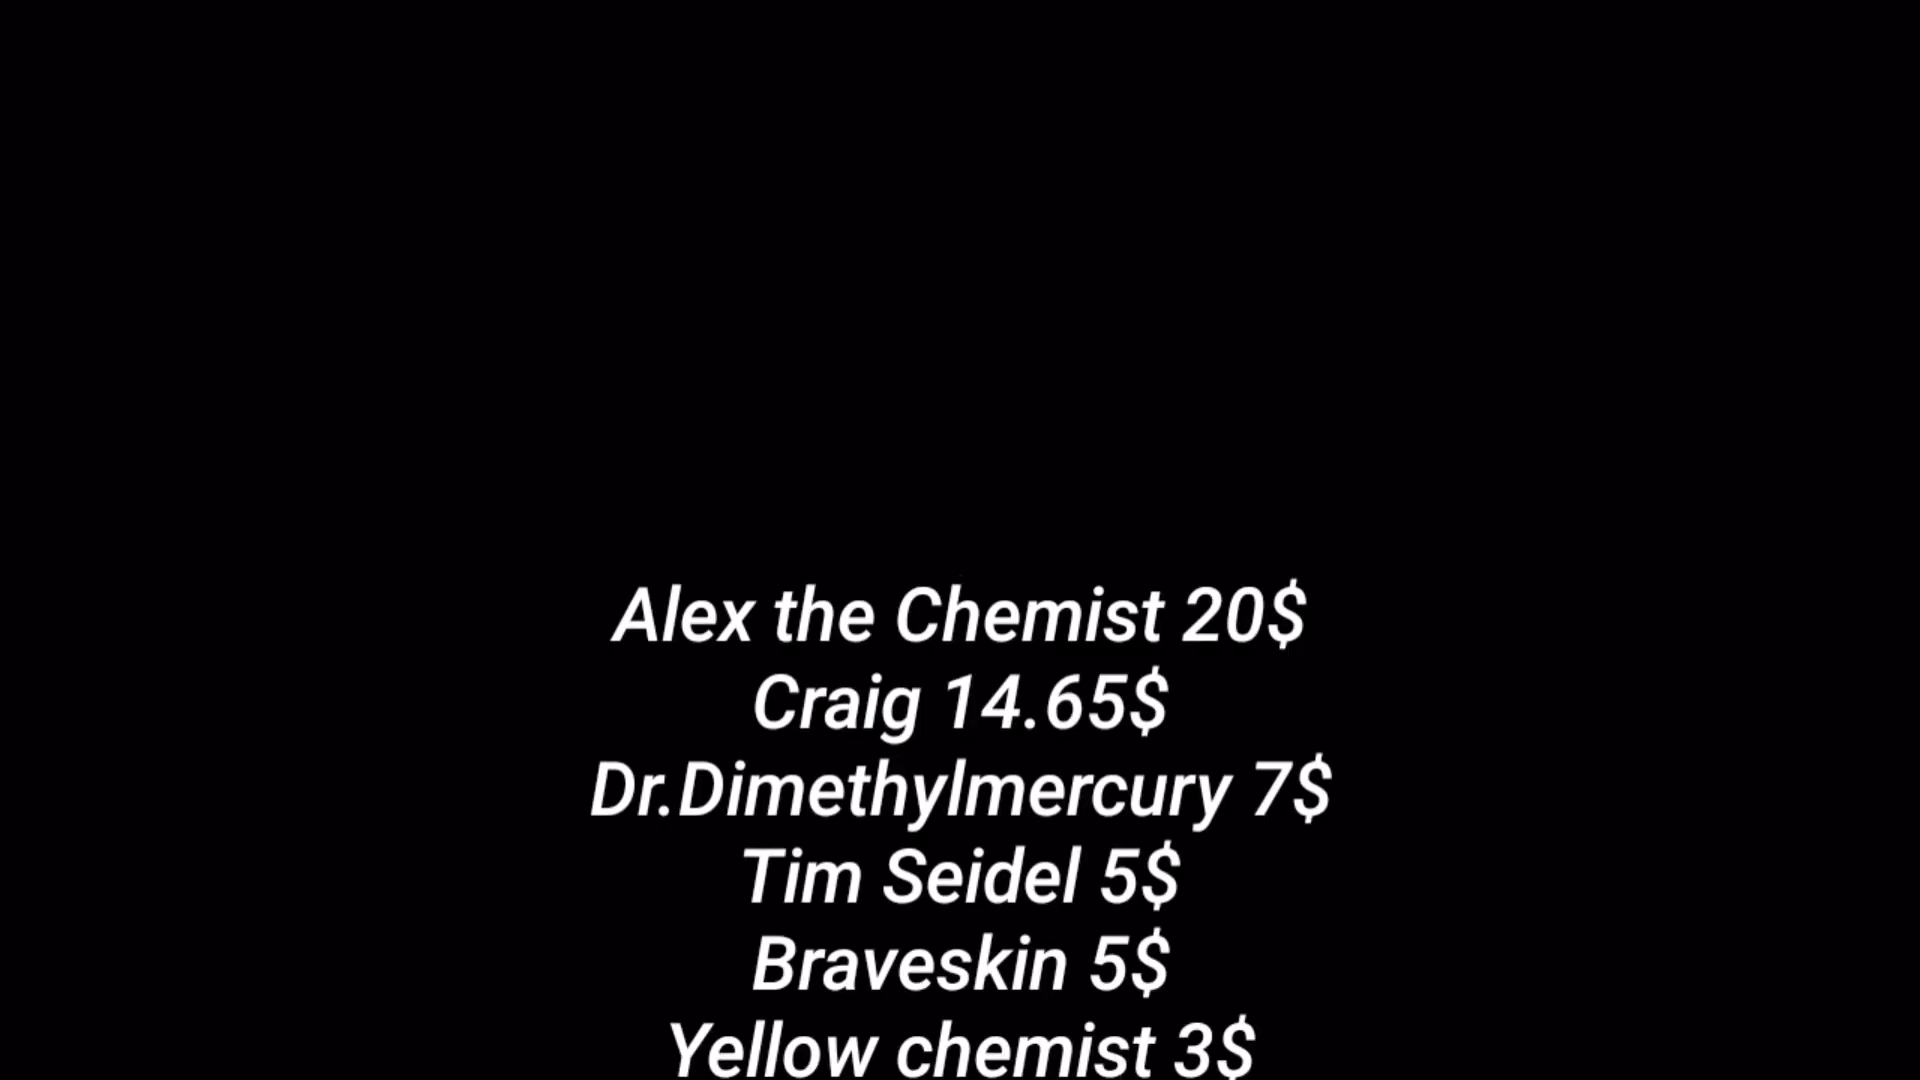 Alex the Chemist 20$
Craig 14.65$
Dr.Dimethylmercury 7$
Tim Seidel 5$
Braveskin 5$
Yellow chemist 3$